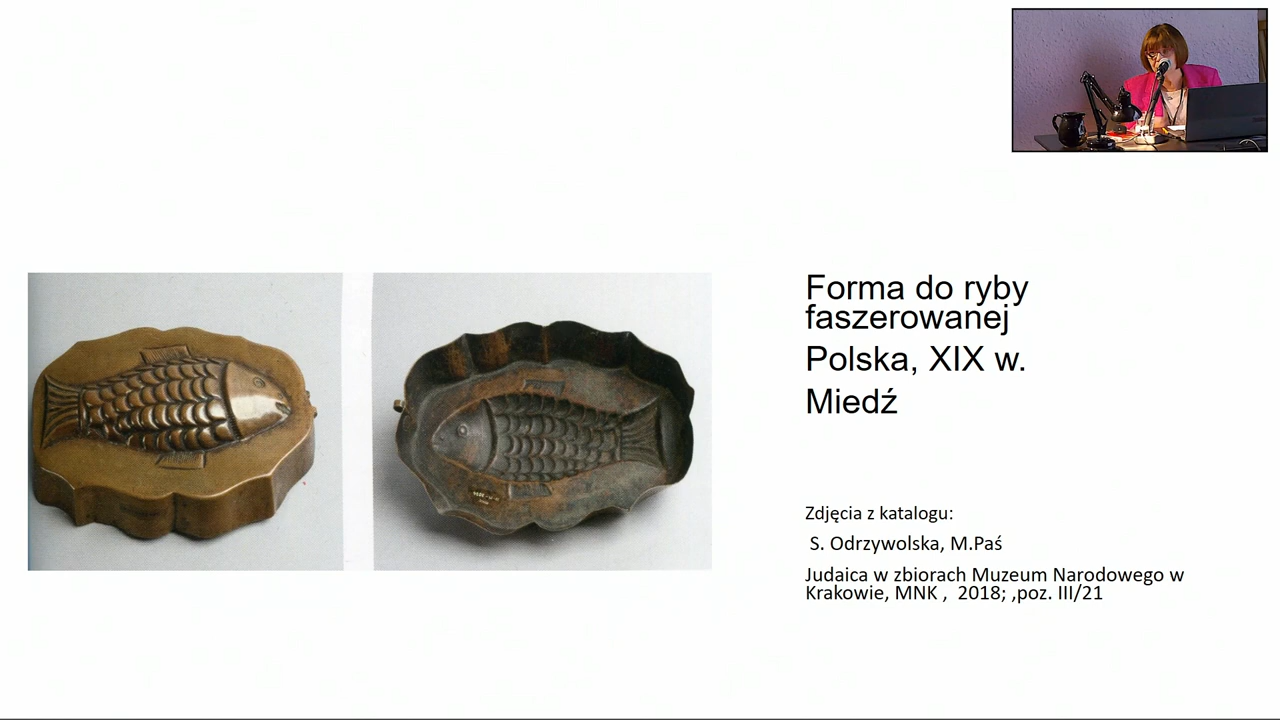 Forma do ryby
faszerowanej
Polska, XIX w.
Miedź
Zdjęcia z katalogu:
S. Odrzywolska, M.Paś
Judaica w zbiorach Muzeum Narodowego w
Krakowie, MNK , 2018; ,poz. III/21